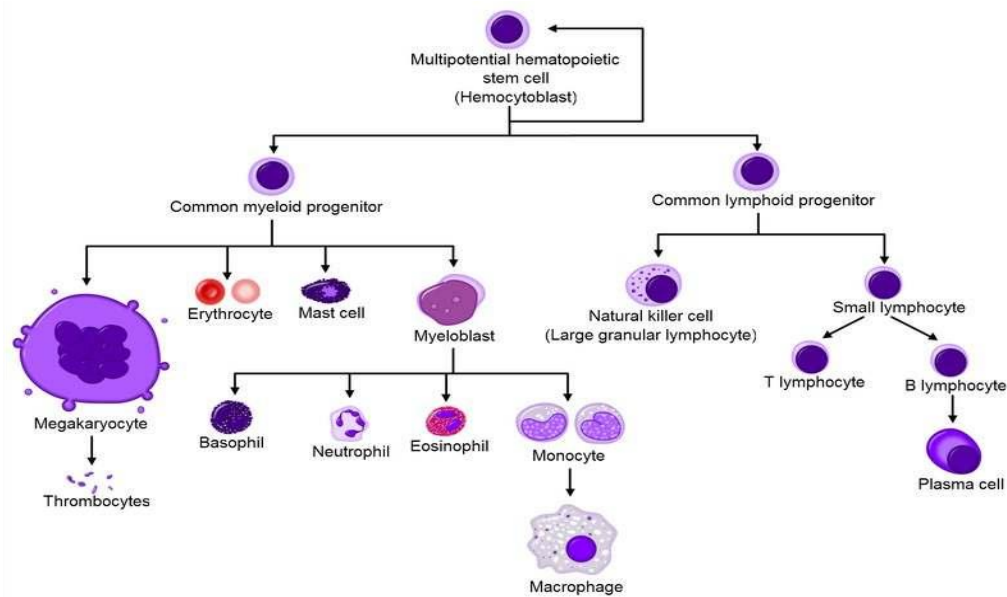 Multipotential hematopoietic
stem cell
(Hemocytoblast)
Common myeloid progenitor
Common lymphoid progenitor
Erythrocyte
Mast cell
Myeloblast
Natural killer cell
(Large granular lymphocyte)
Small lymphocyte
T lymphocyte
B lymphocyte
Megakaryocyte
Basophil
Neutrophil
Eosinophil
Monocyte
Plasma cell
Thrombocytes
Macrophage